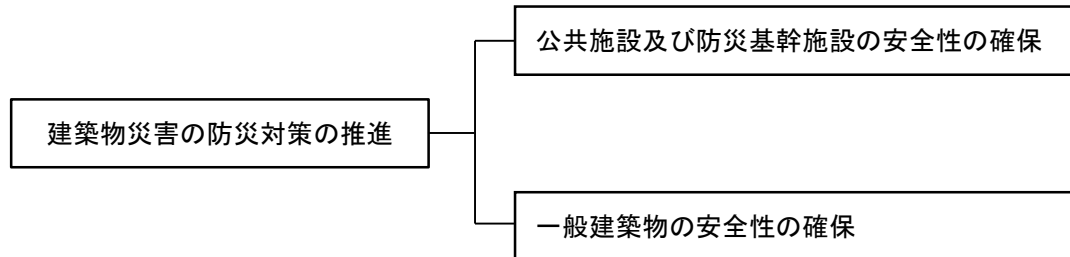 公共施設及び防災基幹施設の安全性の確保
建築物災害の防災対策の推進
一般建築物の安全性の確保